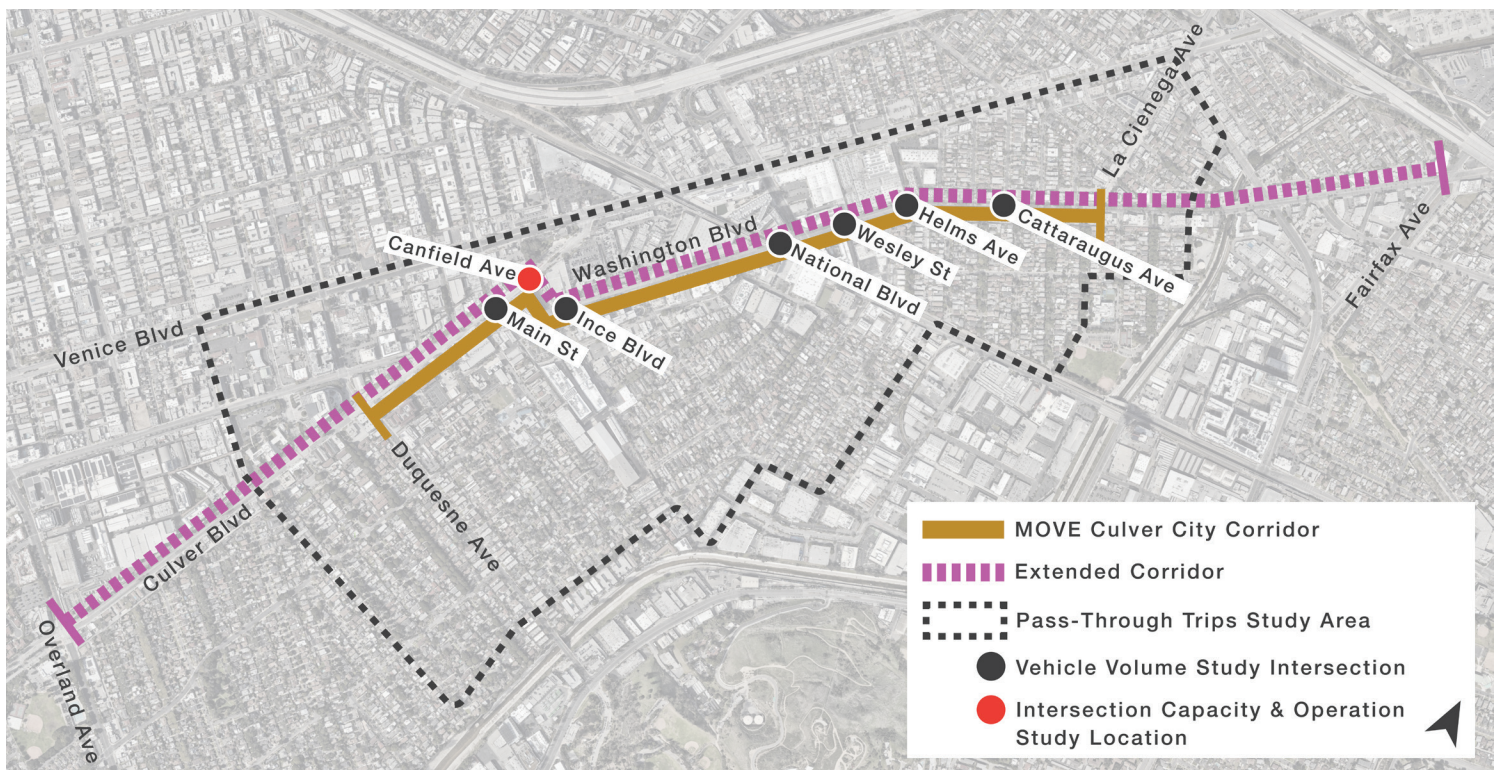 La Cienega Ave
Canfield Ave
Washington Blvd
Helms Ave
Cattaraugus Ave
Wesley St
National Blvd
Fairfax Ave
Venice Blvd
Main St
Ince Blvd
Duquesne Ave
Culver Blvd
Overland Ave
MOVE Culver City Corridor
Extended Corridor
Pass-Through Trips Study Area
Vehicle Volume Study Intersection
Intersection Capacity & Operation
Study Location